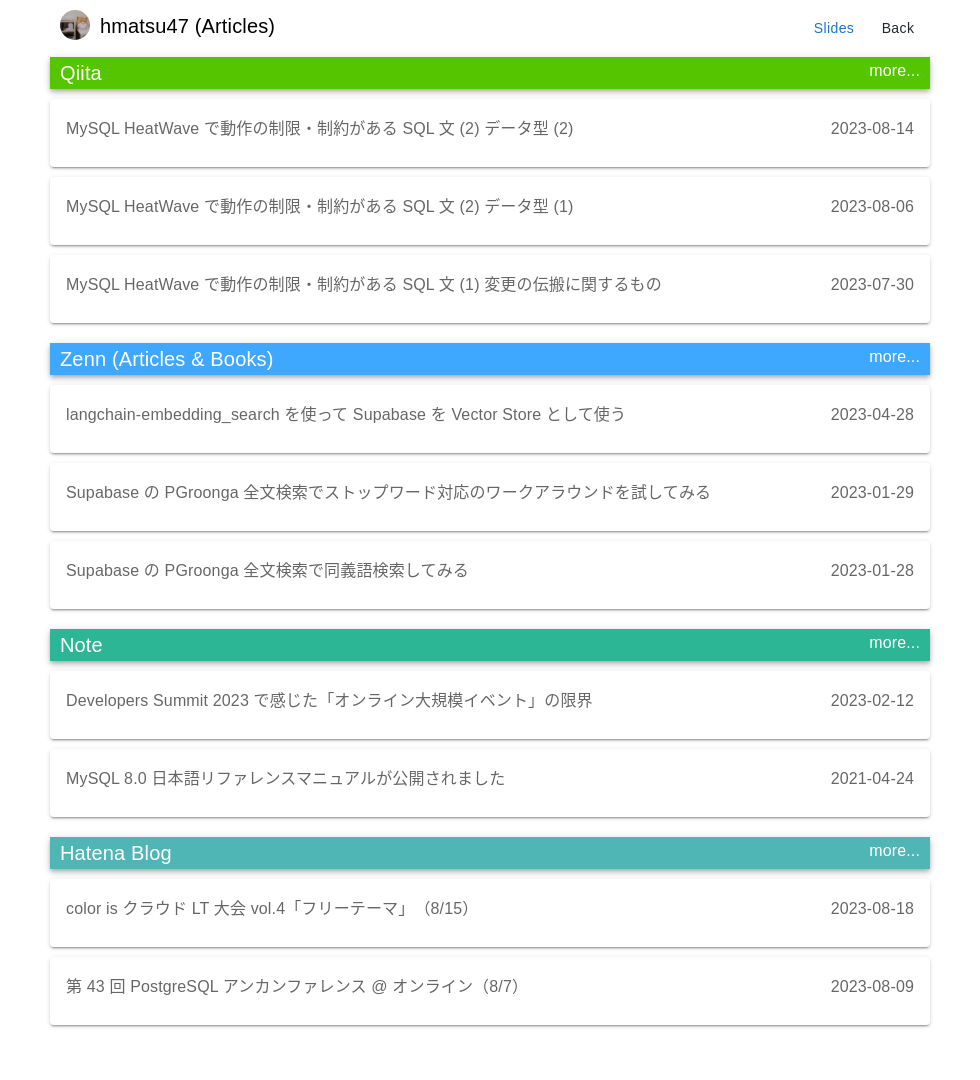 hmatsu47 (Articles)
Slides
Back
Qiita
more...
MySQL HeatWave で動作の制限・制約がある SQL 文 (2) データ型 (2)
2023-08-14
MySQL HeatWave で動作の制限・制約がある SQL 文 (2) データ型 (1)
2023-08-06
MySQL HeatWave で動作の制限・制約がある SQL 文 (1) 変更の伝搬に関するもの
2023-07-30
Zenn (Articles & Books)
more...
langchain-embedding_search を使って Supabase を Vector Store として使う
2023-04-28
Supabase の PGroonga 全文検索でストップワード対応のワークアラウンドを試してみる
2023-01-29
Supabase の PGroonga 全文検索で同義語検索してみる
2023-01-28
Note
more...
Developers Summit 2023 で感じた「オンライン大規模イベント」の限界
2023-02-12
MySQL 8.0 日本語リファレンスマニュアルが公開されました
2021-04-24
Hatena Blog
more...
color is クラウド LT 大会 vol.4「フリーテーマ」（8/15）
2023-08-18
第 43 回 PostgreSQL アンカンファレンス @ オンライン（8/7）
2023-08-09